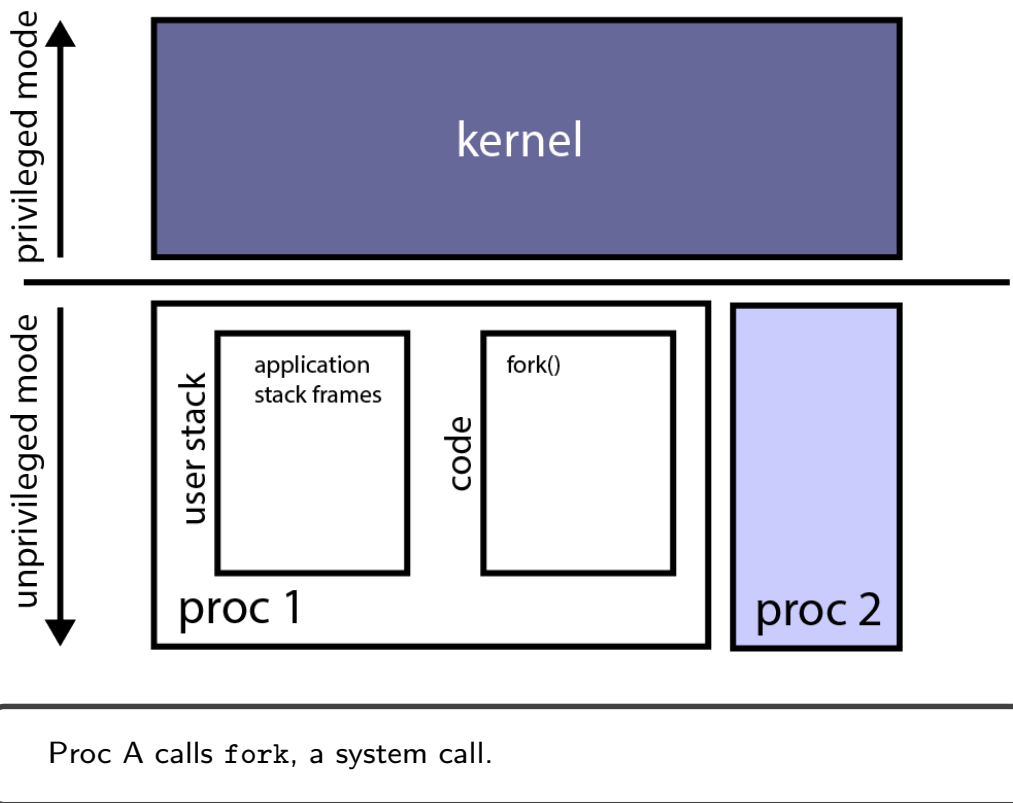 privileged mode
kernel
unprivileged mode
user stack
application
stack frames
code
fork()
proc 1
proc 2
Proc A calls fork, a system call.